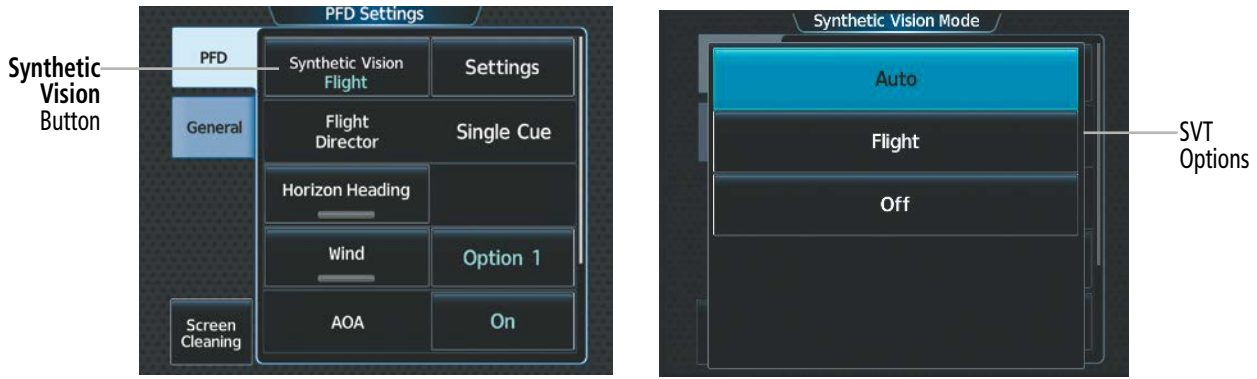 PFD Settings
Synthetic
Vision
Button
PFD
General
Screen
Cleaning
Synthetic Vision
Flight
Settings
Flight
Director
Single Cue
Horizon Heading
Wind
Option 1
AOA
On
Synthetic Vision Mode
Auto
Flight
Off
SVT
Options